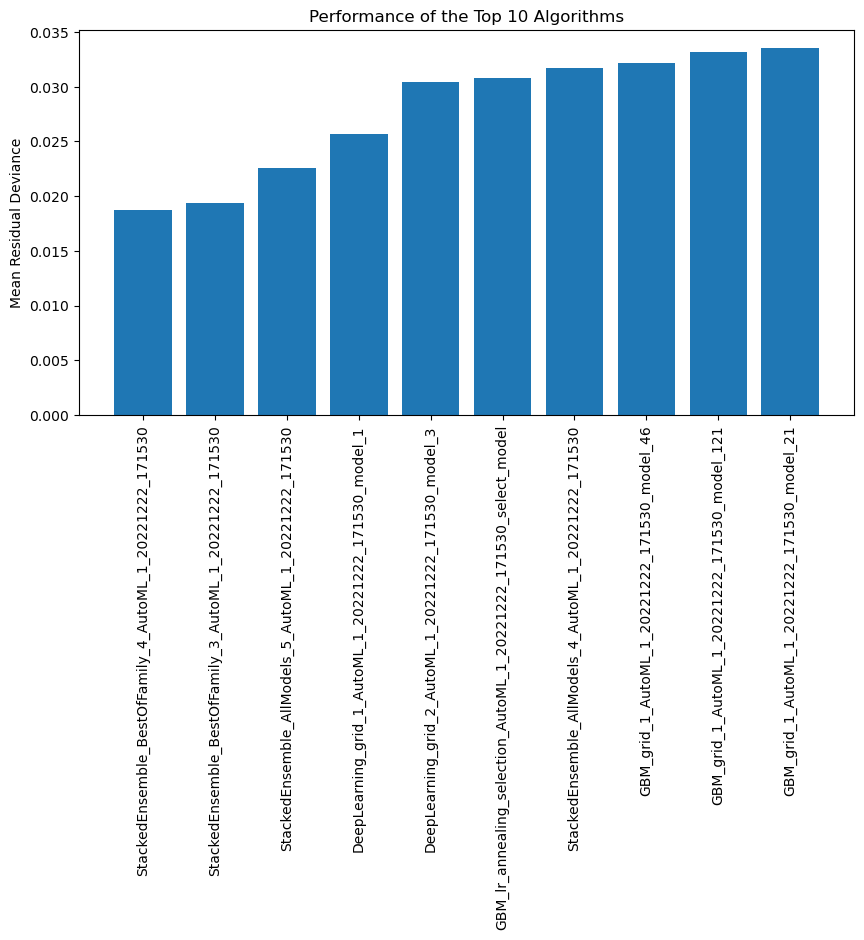 Performance of the Top 10 Algorithms
Mean Residual Deviance
0.035
0.030
0.025
0.020
0.015
0.010
0.005
0.000
StackedEnsemble_BestOfFamily_4_AutoML_1_20221222_171530
StackedEnsemble_BestOfFamily_3_AutoML_1_20221222_171530
StackedEnsemble_AllModels_5_AutoML_1_20221222_171530
DeepLearning_grid_1_AutoML_1_20221222_171530_model_1
DeepLearning_grid_2_AutoML_1_20221222_171530_model_3
GBM_lr_annealing_selection_AutoML_1_20221222_171530_select_model
StackedEnsemble_AllModels_4_AutoML_1_20221222_171530
GBM_grid_1_AutoML_1_20221222_171530_model_46
GBM_grid_1_AutoML_1_20221222_171530_model_121
GBM_grid_1_AutoML_1_20221222_171530_model_21